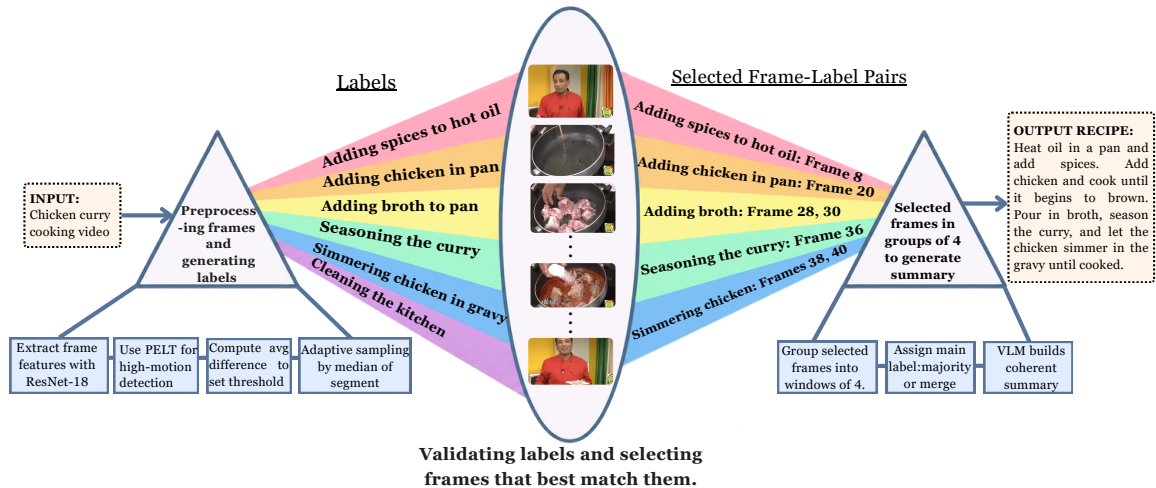 Labels
Selected Frame-Label Pairs
INPUT:
Chicken curry
cooking video
Preprocess
-ing frames
and
generating
labels
Extract frame
features with
ResNet-18
Use PELT for
high-motion
detection
Compute avg
difference to
set threshold
Adaptive sampling
by median of
segment
Adding spices to hot oil
Adding chicken in pan
Adding broth to pan
Seasoning the curry
Simmering chicken in gravy
Cleaning the kitchen
Adding spices to hot oil: Frame 8
Adding chicken in pan: Frame 20
Adding broth: Frame 28, 30
Seasoning the curry: Frame 36
Simmering chicken: Frames 38, 40
Validating labels and selecting
frames that best match them.
Selected
frames in
groups of 4
to generate
summary
Group selected
frames into
windows of 4.
Assign main
label:majority
or merge
VLM builds
coherent
summary
OUTPUT RECIPE:
Heat oil in a pan and
add spices. Add
chicken and cook until
it begins to brown.
Pour in broth, season
the curry, and let the
chicken simmer in the
gravy until cooked.